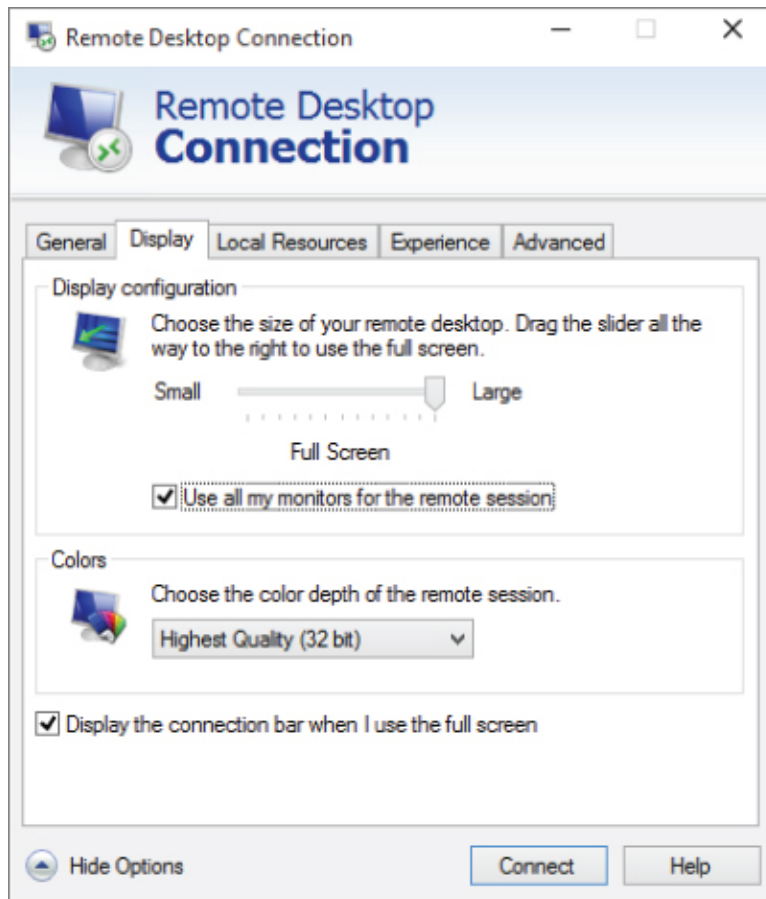 Remote Desktop Connection
Remote Desktop
Connection
General Display Local Resources Experience Advanced
Display configuration
Choose the size of your remote desktop. Drag the slider all the
way to the right to use the full screen.
Small Large
Full Screen
Use all my monitors for the remote session
Colors
Choose the color depth of the remote session.
Highest Quality (32 bit)
Display the connection bar when I use the full screen
Hide Options Connect Help